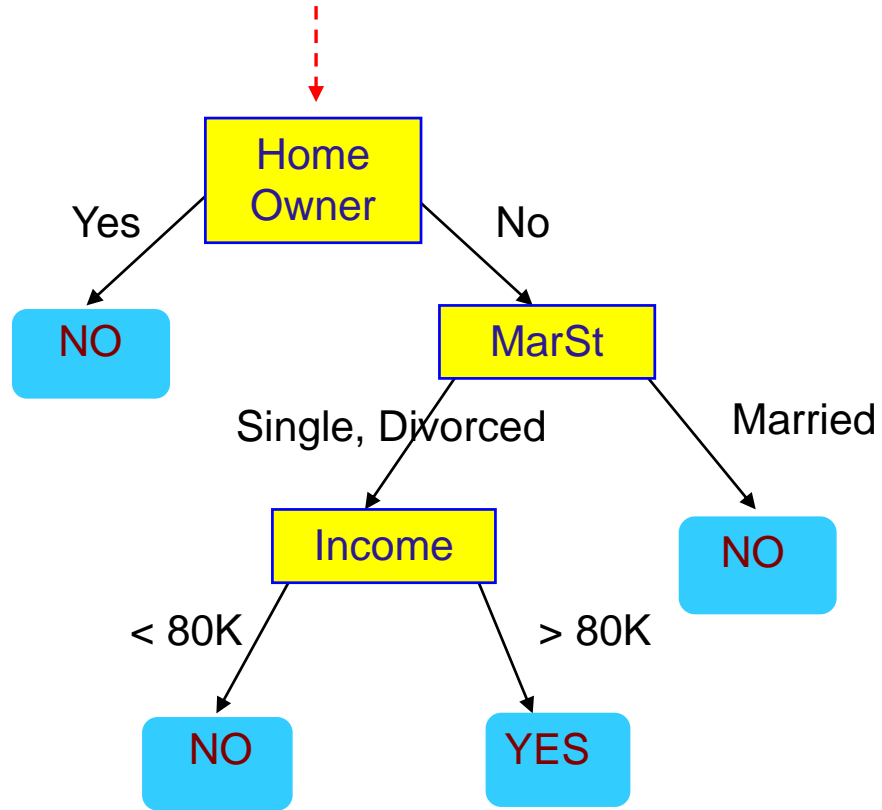 Home
Owner
Yes
No
NO
MarSt
Single, Divorced
Married
Income
NO
< 80K
> 80K
NO
YES